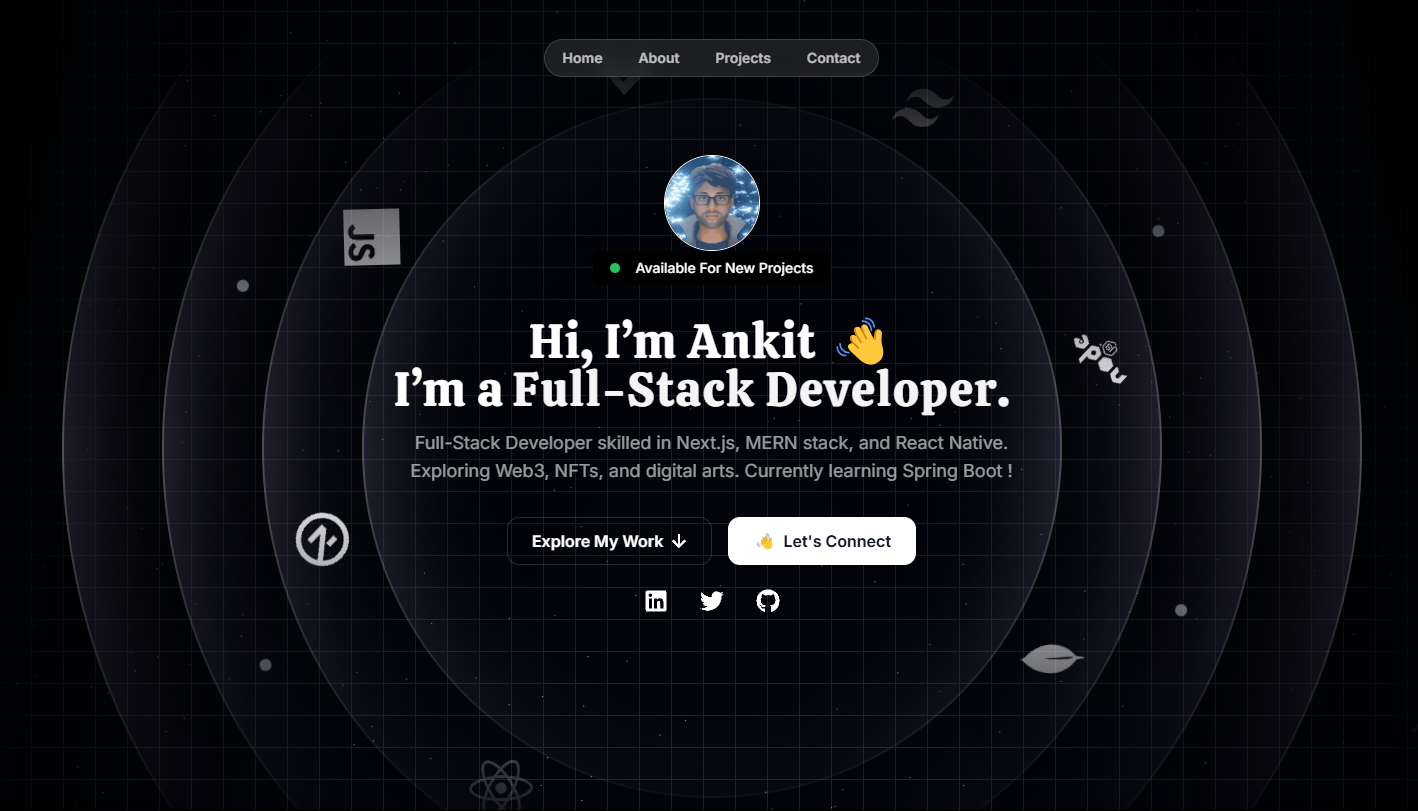 Home About Projects Contact
JS
Available For New Projects
Hi, I’m Ankit 👋
I’m a Full-Stack Developer.
Full-Stack Developer skilled in Next.js, MERN stack, and React Native.
Exploring Web3, NFTs, and digital arts. Currently learning Spring Boot !
Explore My Work ↓ 👋 Let's Connect
in